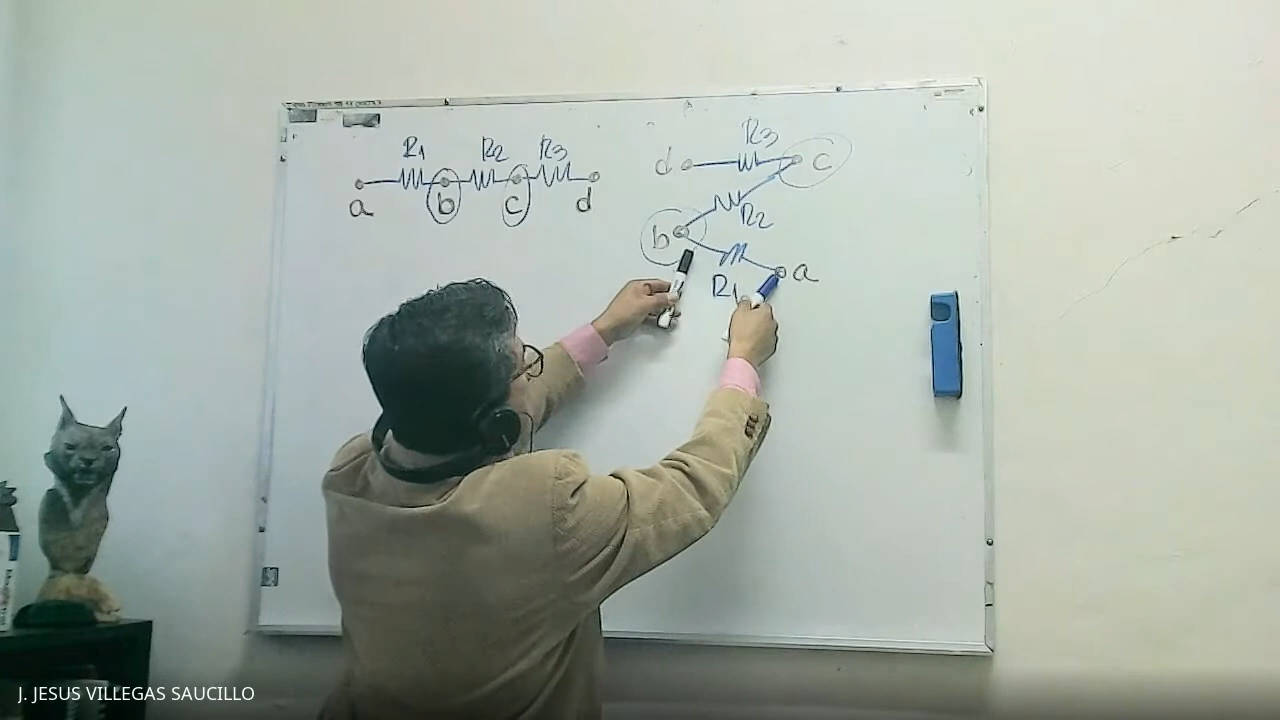 R1 R2 R3
a b c d
R3
d c
R2
b
a
R1
J. JESUS VILLEGAS SAUCILLO